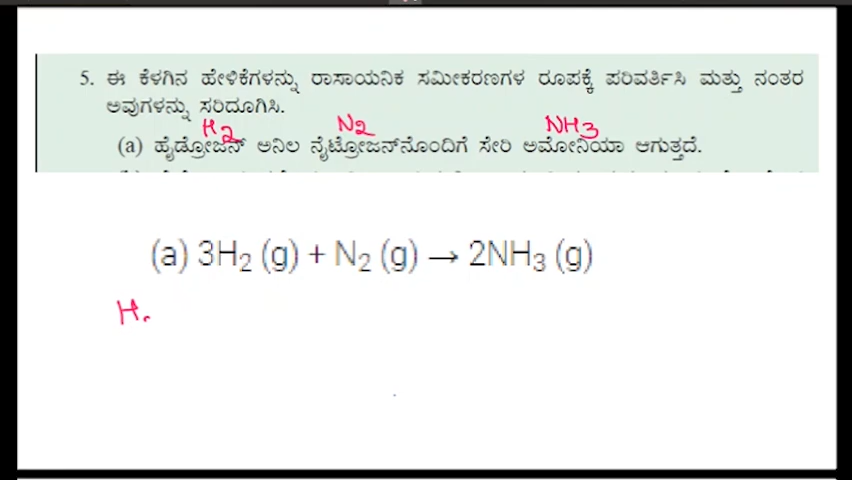 5. ಈ ಕೆಳಗಿನ ಹೇಳಿಕೆಗಳನ್ನು ರಾಸಾಯನಿಕ ಸಮೀಕರಣಗಳ ರೂಪಕ್ಕೆ ಪರಿವರ್ತಿಸಿ ಮತ್ತು ನಂತರ
ಅವುಗಳನ್ನು ಸರಿದೂಗಿಸಿ.
H2 N2 NH3
(a) ಹೈಡ್ರೋಜನ್ ಅನಿಲ ನೈಟ್ರೋಜನ್‌ನೊಂದಿಗೆ ಸೇರಿ ಅಮೋನಿಯಾ ಆಗುತ್ತದೆ.
(a) 3H₂ (g) + N₂ (g) → 2NH₃ (g)
H